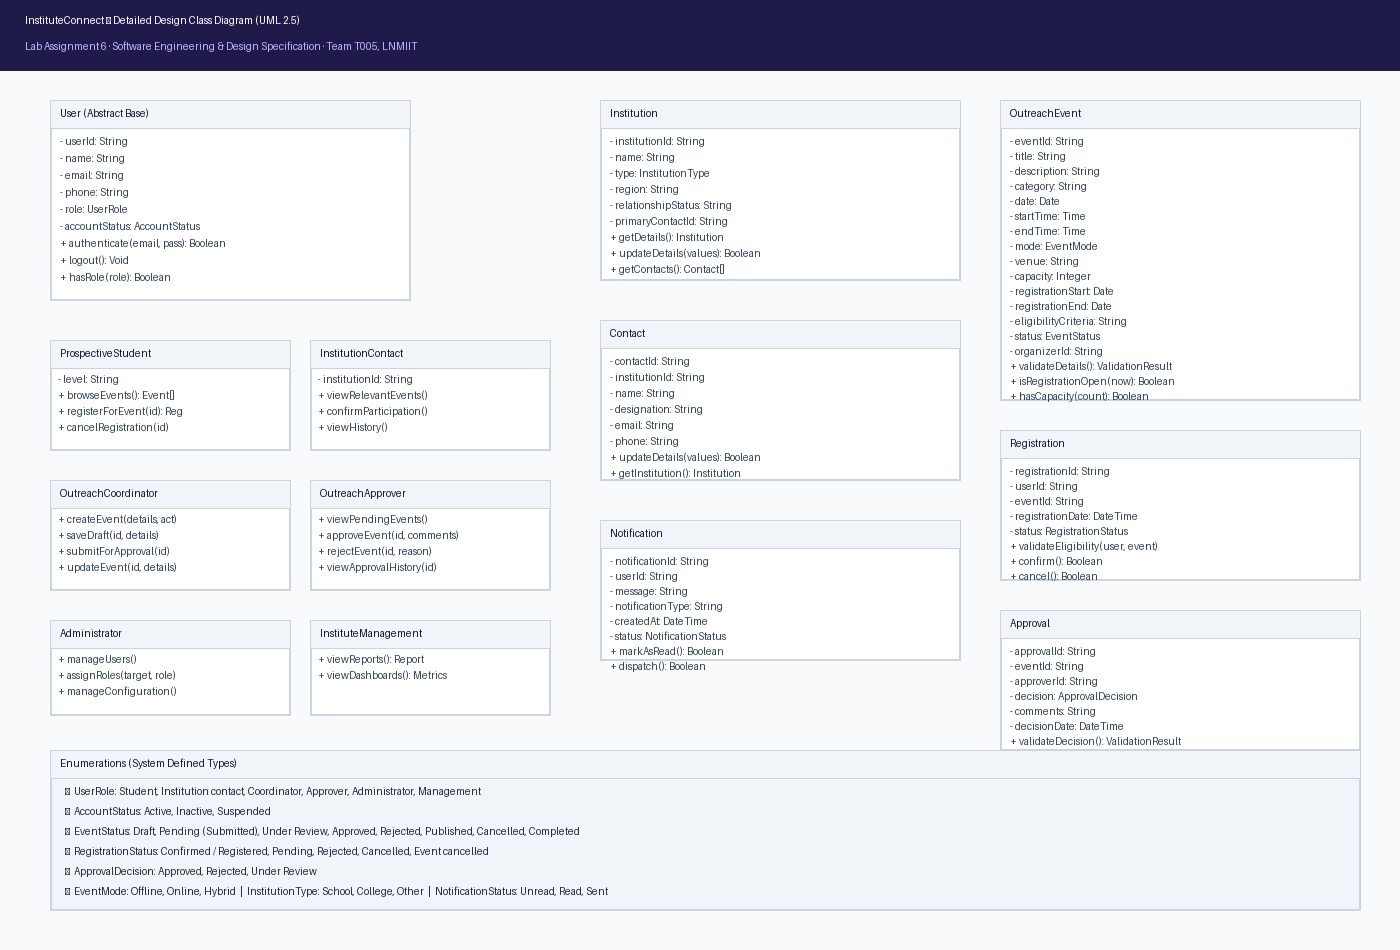 InstituteConnect ▯ Detailed Design Class Diagram (UML 2.5)
Lab Assignment 6 · Software Engineering & Design Specification · Team T005, LNMIIT
User (Abstract Base)
- userId: String
- name: String
- email: String
- phone: String
- role: UserRole
- accountStatus: AccountStatus
+ authenticate(email, pass): Boolean
+ logout(): Void
+ hasRole(role): Boolean
ProspectiveStudent
- level: String
+ browseEvents(): Event[]
+ registerForEvent(id): Reg
+ cancelRegistration(id)
InstitutionContact
- institutionId: String
+ viewRelevantEvents()
+ confirmParticipation()
+ viewHistory()
OutreachCoordinator
+ createEvent(details, act)
+ saveDraft(id, details)
+ submitForApproval(id)
+ updateEvent(id, details)
OutreachApprover
+ viewPendingEvents()
+ approveEvent(id, comments)
+ rejectEvent(id, reason)
+ viewApprovalHistory(id)
Administrator
+ manageUsers()
+ assignRoles(target, role)
+ manageConfiguration()
InstituteManagement
+ viewReports(): Report
+ viewDashboards(): Metrics
Institution
- institutionId: String
- name: String
- type: InstitutionType
- region: String
- relationshipStatus: String
- primaryContactId: String
+ getDetails(): Institution
+ updateDetails(values): Boolean
+ getContacts(): Contact[]
Contact
- contactId: String
- institutionId: String
- name: String
- designation: String
- email: String
- phone: String
+ updateDetails(values): Boolean
+ getInstitution(): Institution
Notification
- notificationId: String
- userId: String
- message: String
- notificationType: String
- createdAt: DateTime
- status: NotificationStatus
+ markAsRead(): Boolean
+ dispatch(): Boolean
OutreachEvent
- eventId: String
- title: String
- description: String
- category: String
- date: Date
- startTime: Time
- endTime: Time
- mode: EventMode
- venue: String
- capacity: Integer
- registrationStart: Date
- registrationEnd: Date
- eligibilityCriteria: String
- status: EventStatus
- organizerId: String
+ validateDetails(): ValidationResult
+ isRegistrationOpen(now): Boolean
+ hasCapacity(count): Boolean
Registration
- registrationId: String
- userId: String
- eventId: String
- registrationDate: DateTime
- status: RegistrationStatus
+ validateEligibility(user, event)
+ confirm(): Boolean
+ cancel(): Boolean
Approval
- approvalId: String
- eventId: String
- approverId: String
- decision: ApprovalDecision
- comments: String
- decisionDate: DateTime
+ validateDecision(): ValidationResult
Enumerations (System Defined Types)
▯ UserRole: Student, Institution contact, Coordinator, Approver, Administrator, Management
▯ AccountStatus: Active, Inactive, Suspended
▯ EventStatus: Draft, Pending (Submitted), Under Review, Approved, Rejected, Published, Cancelled, Completed
▯ RegistrationStatus: Confirmed / Registered, Pending, Rejected, Cancelled, Event cancelled
▯ ApprovalDecision: Approved, Rejected, Under Review
▯ EventMode: Offline, Online, Hybrid | InstitutionType: School, College, Other | NotificationStatus: Unread, Read, Sent